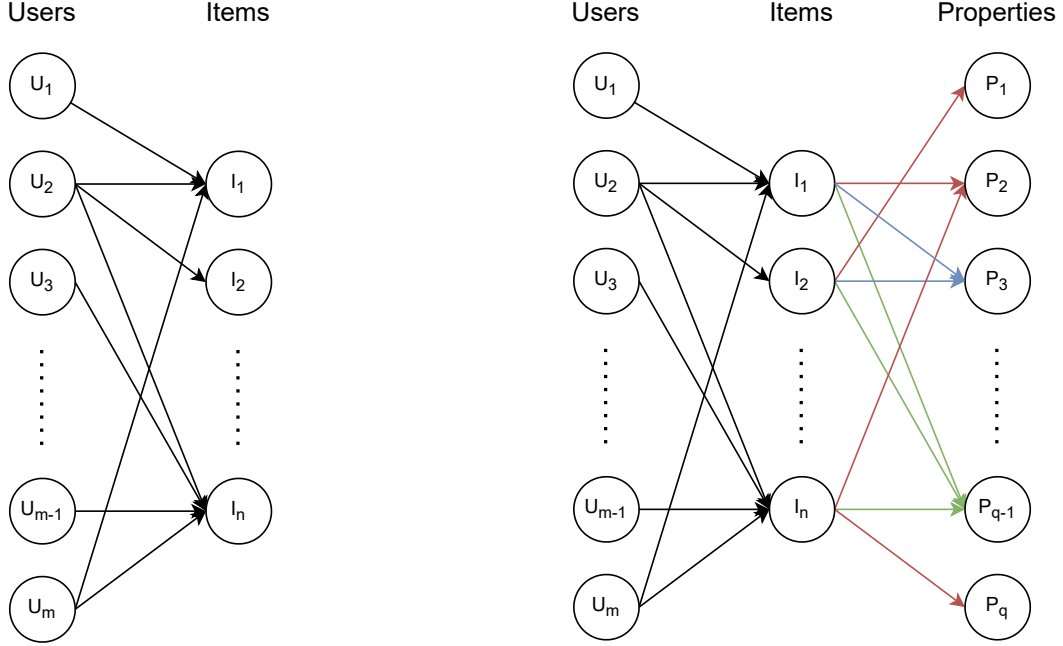 Users Items
U1
U2 I1
U3 I2
Um-1 In
Um
Users Items Properties
U1 P1
U2 I1 P2
U3 I2 P3
Um-1 In Pq-1
Um Pq